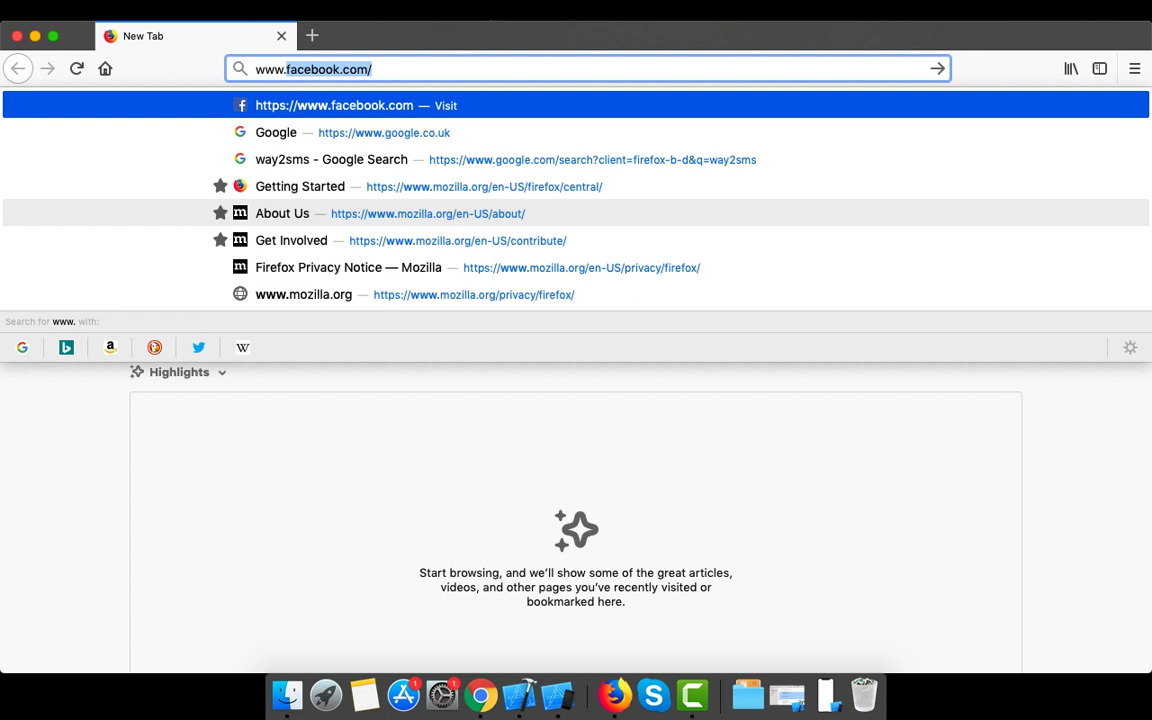 New Tab
www.facebook.com/
https://www.facebook.com — Visit
Google — https://www.google.co.uk
way2sms - Google Search — https://www.google.com/search?client=firefox-b-d&q=way2sms
Getting Started — https://www.mozilla.org/en-US/firefox/central/
About Us — https://www.mozilla.org/en-US/about/
Get Involved — https://www.mozilla.org/en-US/contribute/
Firefox Privacy Notice — Mozilla — https://www.mozilla.org/en-US/privacy/firefox/
www.mozilla.org — https://www.mozilla.org/privacy/firefox/
Search for www. with:
Highlights
Start browsing, and we'll show some of the great articles,
videos, and other pages you've recently visited or
bookmarked here.
1 1